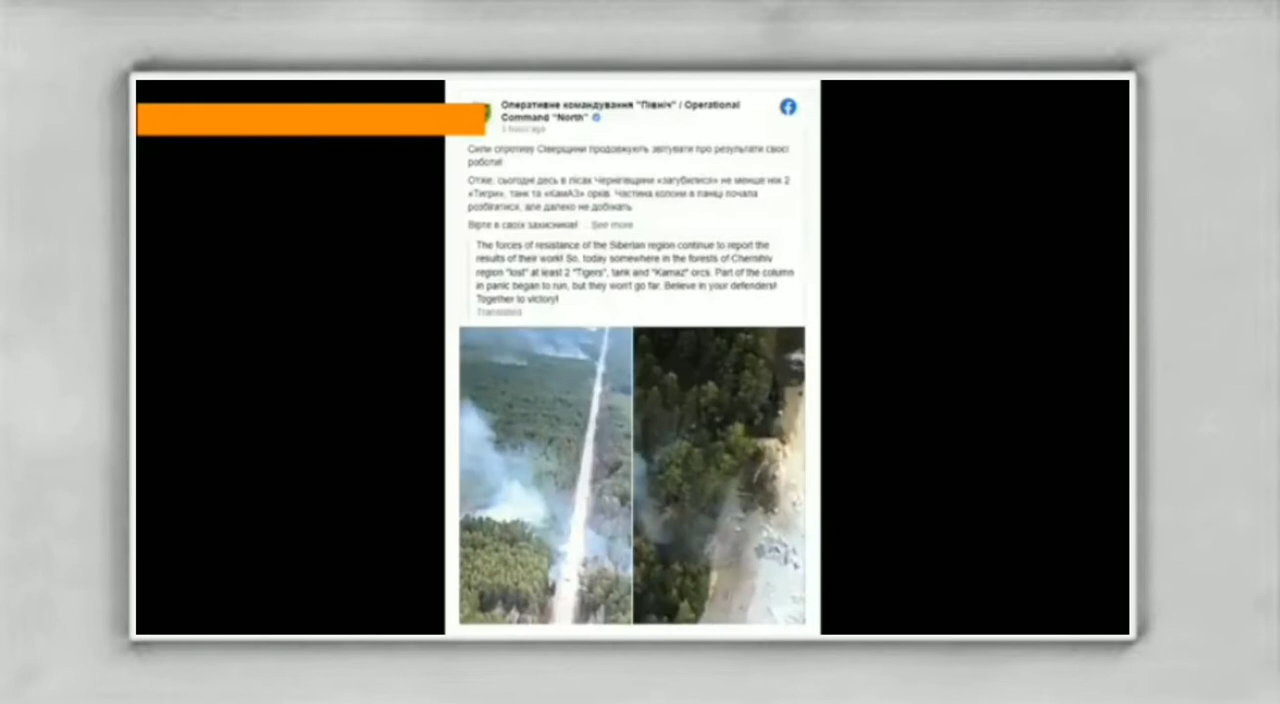 Оперативне командування "Північ" / Operational
Command "North"
3 hours ago
Сили спротиву Сіверщини продовжують звітувати про результати своєї
роботи!
Отже, сьогодні десь в лісах Чернігівщини «загубилися» не менше ніж 2
«Тигри», танк та «КамАЗ» орків. Частина колони в паніці почала
розбігатися, але далеко не добіжать.
Вірте в своїх захисників! ... See more
The forces of resistance of the Siberian region continue to report the
results of their work! So, today somewhere in the forests of Chernihiv
region "lost" at least 2 "Tigers", tank and "Kamaz" orcs. Part of the column
in panic began to run, but they won't go far. Believe in your defenders!
Together to victory!
Translated